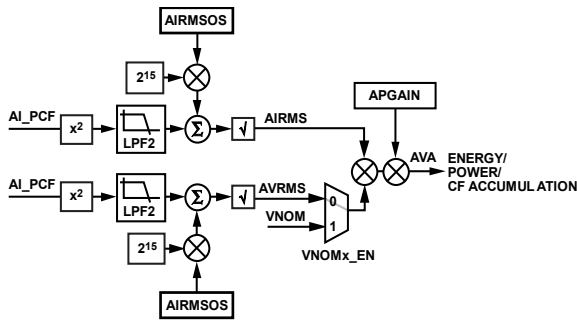 AIRMSOS
2¹⁵
APGAIN
AI_PCF
x²
LPF2
Σ
√
AIRMS
AVA
ENERGY/
POWER/
CF ACCUMULATION
AI_PCF
x²
LPF2
Σ
√
AVRMS
0
VNOM
1
2¹⁵
VNOMx_EN
AIRMSOS